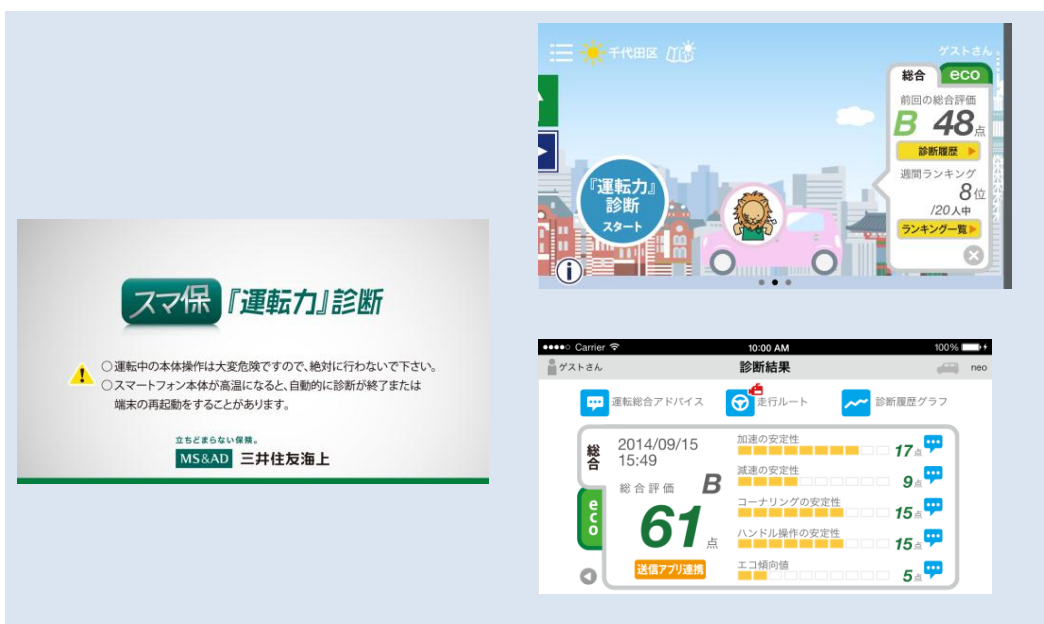 スマ保『運転力』診断
○運転中の本体操作は大変危険ですので、絶対に行わないで下さい。
○スマートフォン本体が高温になると、自動的に診断が終了または
端末の再起動をすることがあります。
立ちどまらない保険。
MS&AD 三井住友海上
千代田区
ゲストさん
総合 eco
前回の総合評価
B 48点
診断履歴
週間ランキング
8位
/20人中
ランキング一覧
『運転力』
診断
スタート
Carrier 10:00 AM 100%
ゲストさん 診断結果 neo
運転総合アドバイス 走行ルート 診断履歴グラフ
総合
eco
2014/09/15
15:49
総合評価 B
61点
送信アプリ連携
加速の安定性
17点
減速の安定性
9点
コーナリングの安定性
15点
ハンドル操作の安定性
15点
エコ傾向値
5点